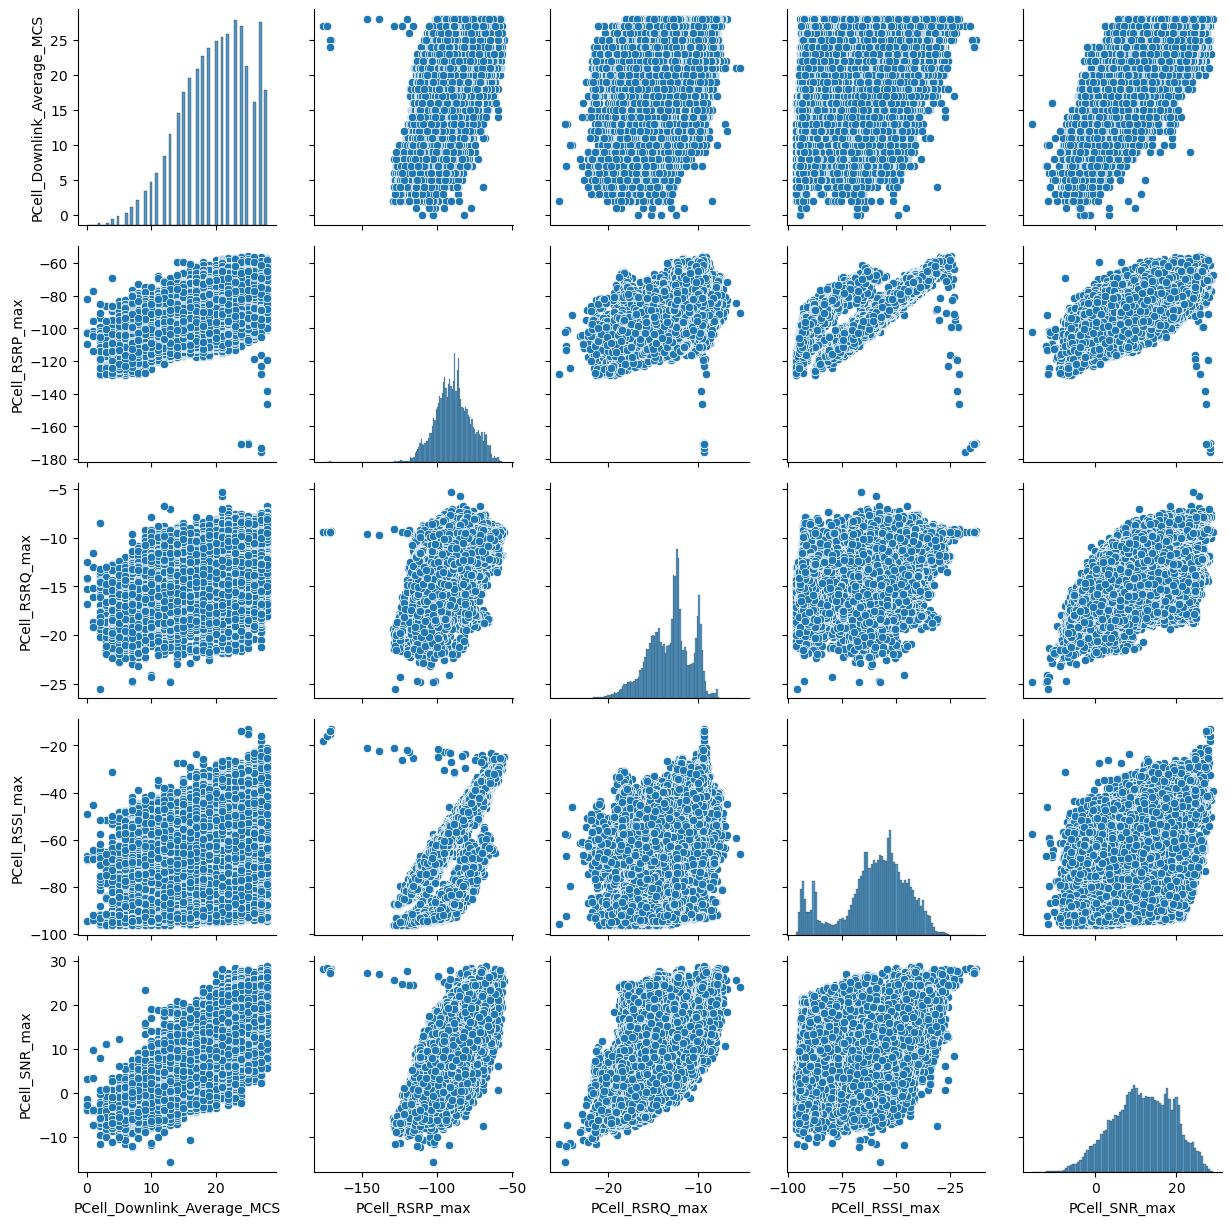 PCell_Downlink_Average_MCS
25
20
15
10
5
0
PCell_RSRP_max
−60
−80
−100
−120
−140
−160
−180
PCell_RSRQ_max
−5
−10
−15
−20
−25
PCell_RSSI_max
−20
−40
−60
−80
−100
PCell_SNR_max
30
20
10
0
−10
0 10 20
PCell_Downlink_Average_MCS
−150 −100 −50
PCell_RSRP_max
−20 −10
PCell_RSRQ_max
−100 −75 −50 −25
PCell_RSSI_max
0 20
PCell_SNR_max